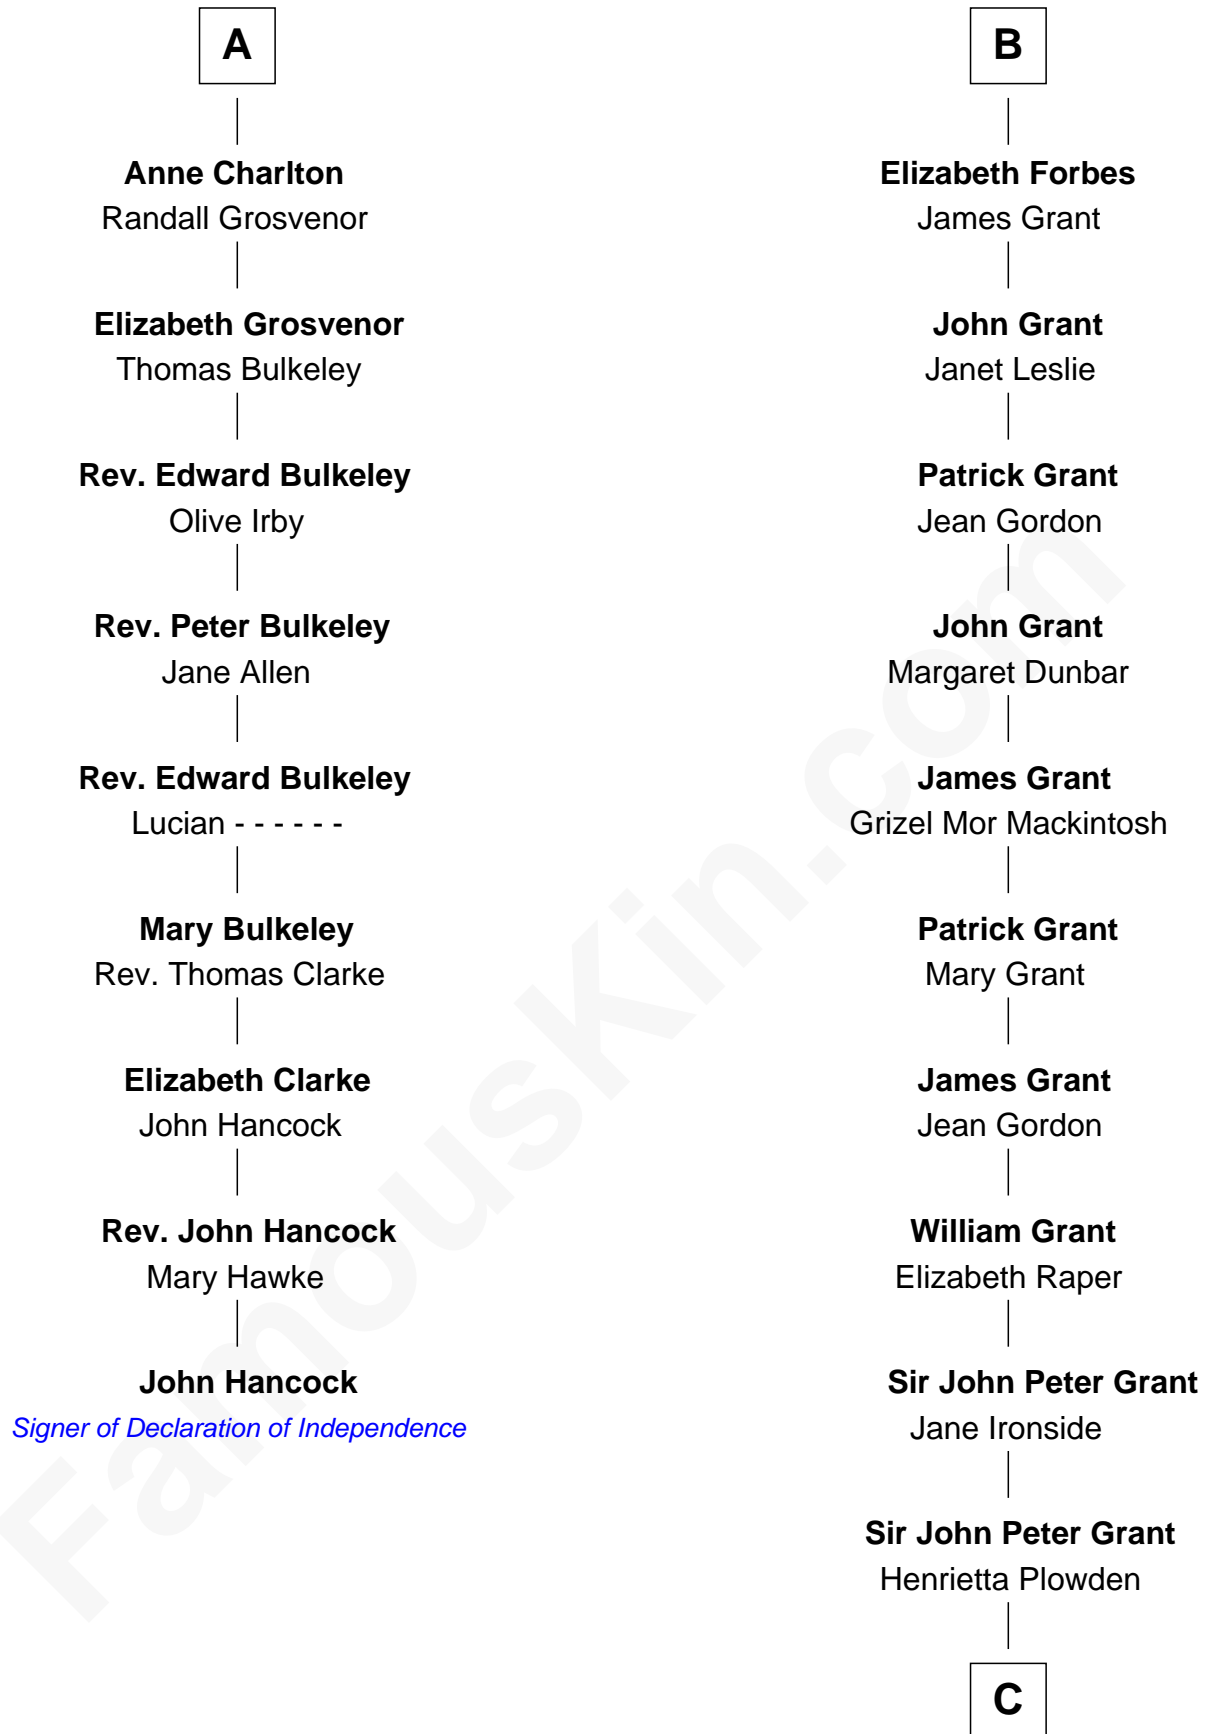 A
Anne Charlton
Randall Grosvenor
Elizabeth Grosvenor
Thomas Bulkeley
Rev. Edward Bulkeley
Olive Irby
Rev. Peter Bulkeley
Jane Allen
Rev. Edward Bulkeley
Lucian - - - - - -
Mary Bulkeley
Rev. Thomas Clarke
Elizabeth Clarke
John Hancock
Rev. John Hancock
Mary Hawke
John Hancock
Signer of Declaration of Independence
B
Elizabeth Forbes
James Grant
John Grant
Janet Leslie
Patrick Grant
Jean Gordon
John Grant
Margaret Dunbar
James Grant
Grizel Mor Mackintosh
Patrick Grant
Mary Grant
James Grant
Jean Gordon
William Grant
Elizabeth Raper
Sir John Peter Grant
Jane Ironside
Sir John Peter Grant
Henrietta Plowden
C
FamousKin.com